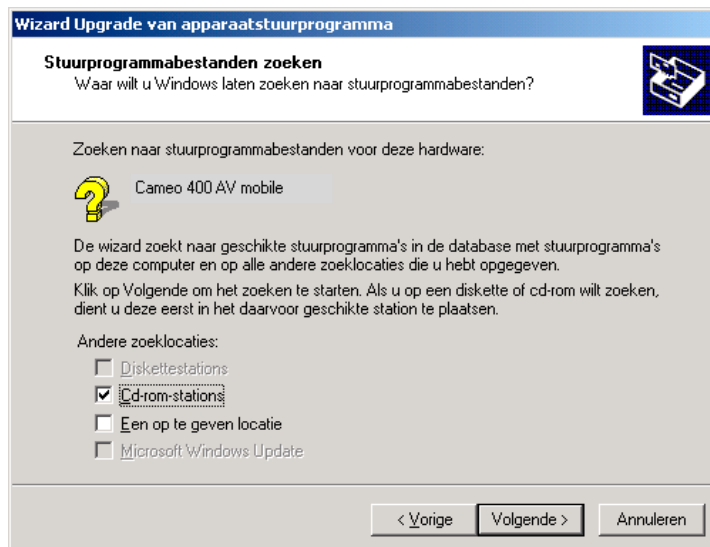 Wizard Upgrade van apparaatstuurprogramma
Stuurprogrammabestanden zoeken
Waar wilt u Windows laten zoeken naar stuurprogrammabestanden?
Zoeken naar stuurprogrammabestanden voor deze hardware:
Cameo 400 AV mobile
De wizard zoekt naar geschikte stuurprogramma's in de database met stuurprogramma's
op deze computer en op alle andere zoeklocaties die u hebt opgegeven.
Klik op Volgende om het zoeken te starten. Als u op een diskette of cd-rom wilt zoeken,
dient u deze eerst in het daarvoor geschikte station te plaatsen.
Andere zoeklocaties:
Diskettestations
Cd-rom-stations
Een op te geven locatie
Microsoft Windows Update
< Vorige Volgende > Annuleren